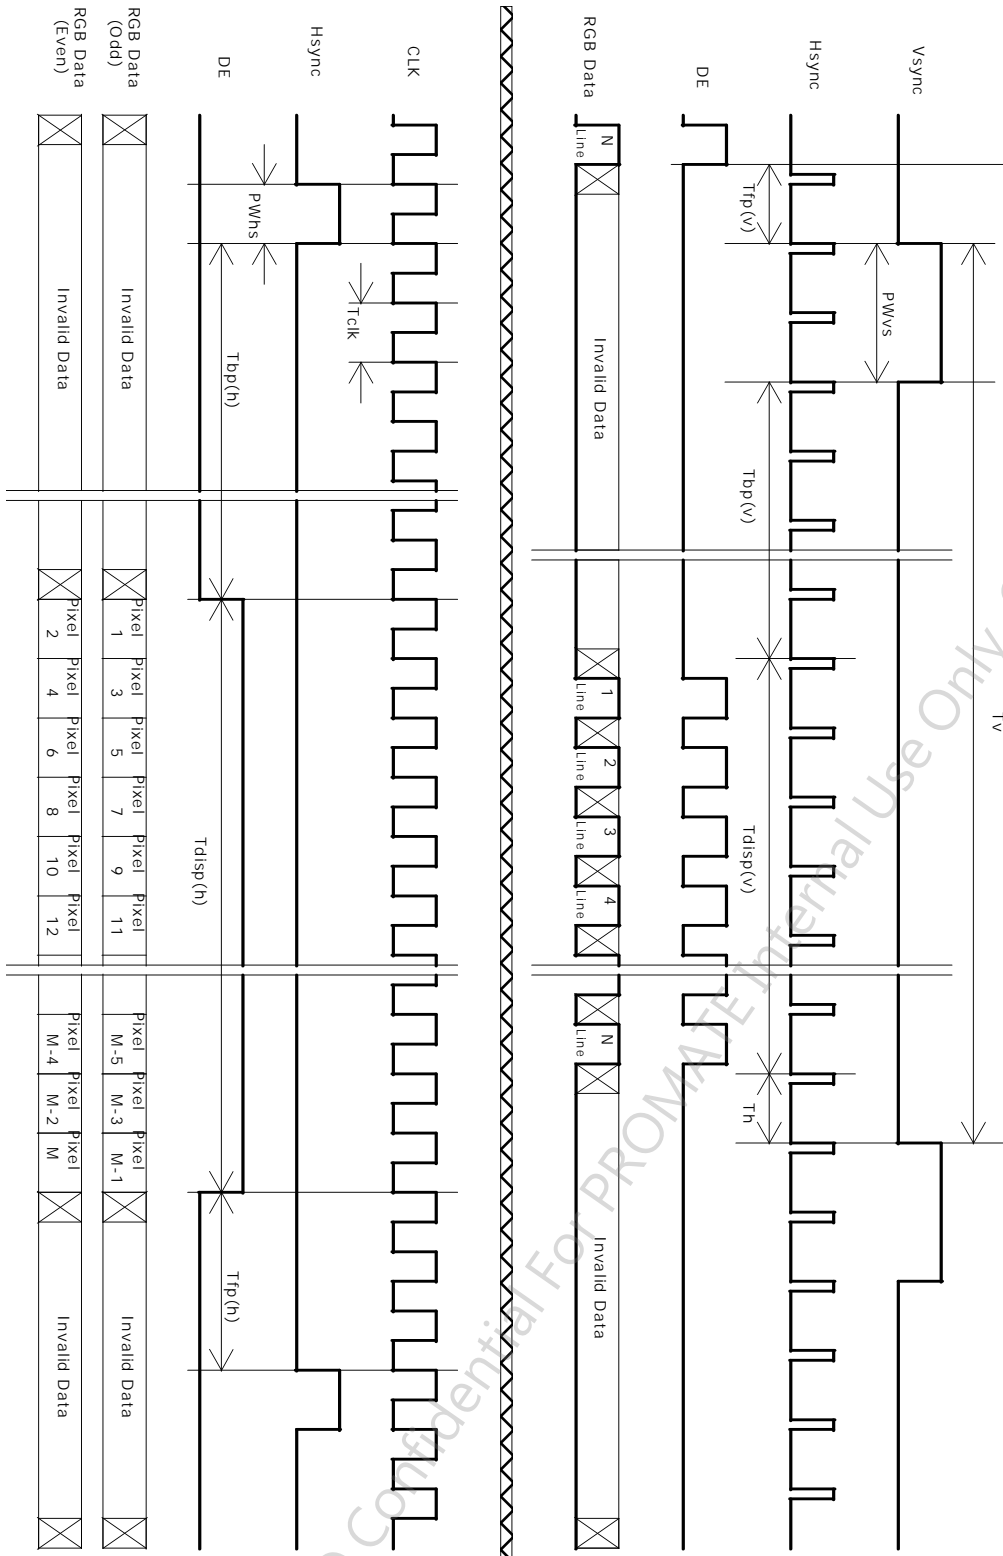 Tv
Vsync
PWvs
Hsync
Tfp(v)
Tbp(v)
Tdisp(v)
Th
DE
RGB Data
Line N
Invalid Data
Line 1
Line 2
Line 3
Line 4
Line N
Invalid Data
CLK
Tclk
Hsync
PWhs
Tbp(h)
Tfp(h)
DE
Tdisp(h)
RGB Data
(Odd)
Invalid Data
Pixel 1
Pixel 3
Pixel 5
Pixel 7
Pixel 9
Pixel 11
Pixel M-5
Pixel M-3
Pixel M-1
Invalid Data
RGB Data
(Even)
Invalid Data
Pixel 2
Pixel 4
Pixel 6
Pixel 8
Pixel 10
Pixel 12
Pixel M-4
Pixel M-2
Pixel M
Invalid Data
Confidential For PROMATE Internal Use Only